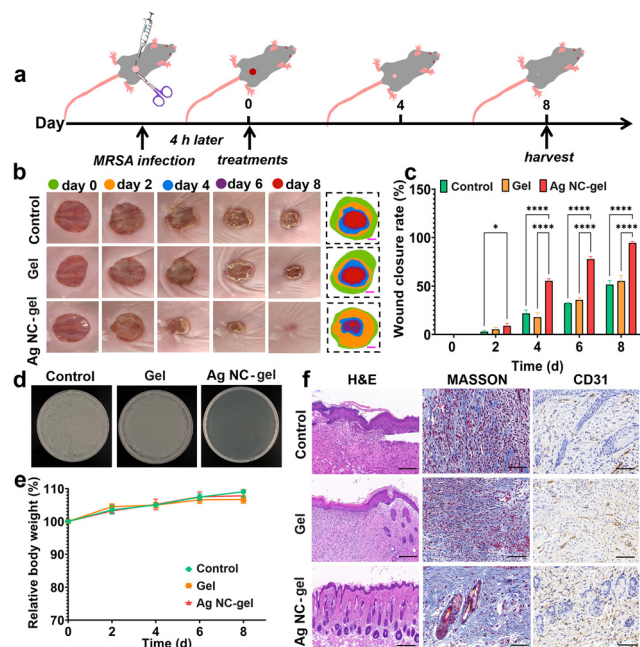 a
0
4
8
Day
4 h later
MRSA infection
treatments
harvest
b
day 0
day 2
day 4
day 6
day 8
Control
Gel
Ag NC-gel
c
Control
Gel
Ag NC-gel
Wound closure rate (%)
150
100
50
0
*
****
****
****
****
****
****
0
2
4
6
8
Time (d)
d
Control
Gel
Ag NC-gel
e
Relative body weight (%)
110
100
90
80
70
Control
Gel
Ag NC-gel
0
2
4
6
8
Time (d)
f
H&E
MASSON
CD31
Control
Gel
Ag NC-gel